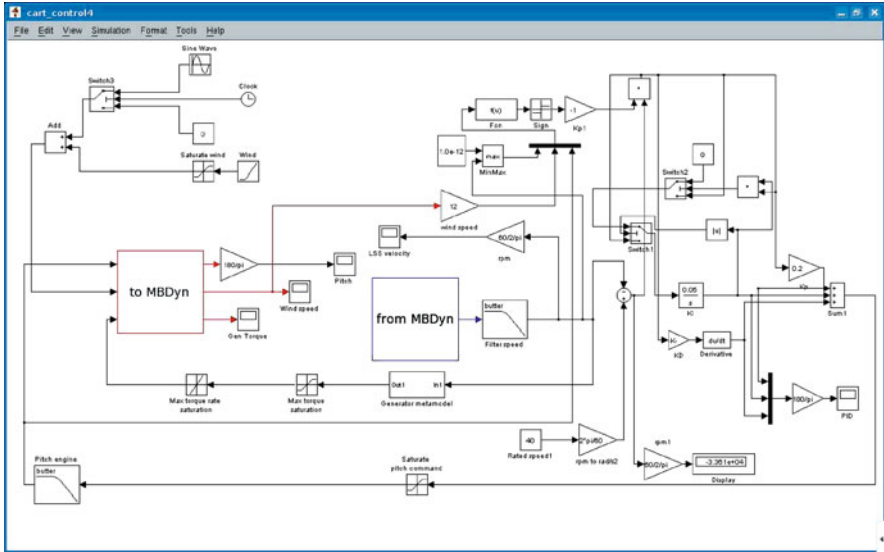 cart_control4
File Edit View Simulation Format Tools Help
Sine Wave
Switch3
Clock
0
Add
Saturate wind
Wind
f(u)
Fcn
Sign
-1
Kp1
1.0e-12
max
MinMax
12
wind speed
0
Switch2
Switch1
|u|
LSS velocity
60/2/pi
rpm
to MBDyn
180/pi
Pitch
Wind speed
Gen Torque
from MBDyn
butter
Filter speed
0.05
s
KI
0.2
Kp
Sum1
-K-
KD
du/dt
Derivative
Max torque rate
saturation
Max torque
saturation
Out1
In1
Generator metamodel
180/pi
PID
40
Rated speed1
2*pi/60
rpm to rad/s2
rpm1
60/2/pi
-3.361e+04
Display
Pitch engine
butter
Saturate
pitch command